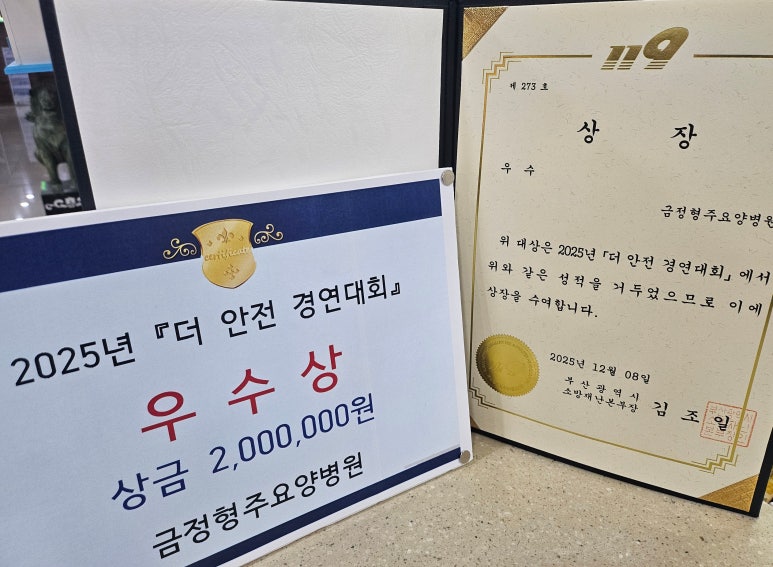 certificate
2025년 『더 안전 경연대회』
우수상
상금 2,000,000원
금정형주요양병원
119
제 273 호
상 장
우 수
금정형주요양병원
위 대상은 2025년 「더 안전 경연대회」에서
위와 같은 성적을 거두었으므로 이에
상장을 수여합니다.
2025년 12월 08일
부산광역시
소방재난본부장 김 조 일